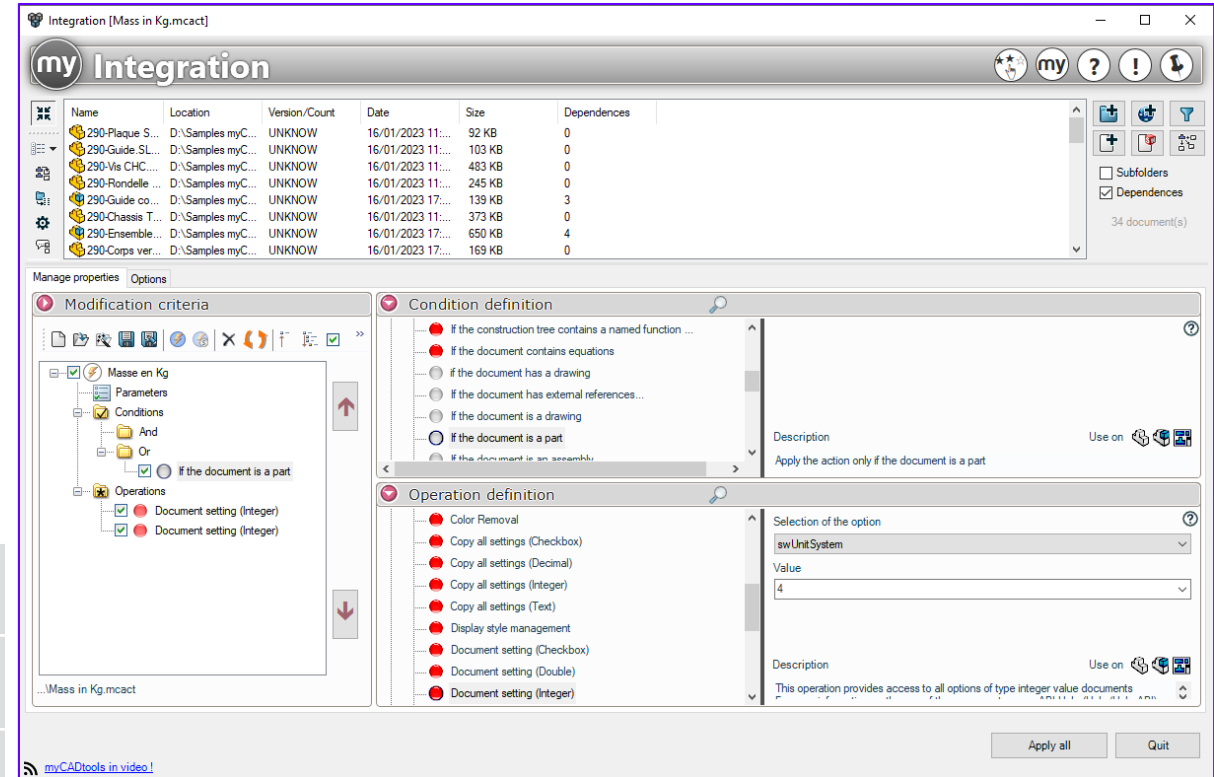 Integration [Mass in Kg.mcact]
my Integration
my ? !
Name Location Version/Count Date Size Dependences
290-Plaque S... D:\Samples myC... UNKNOW 16/01/2023 11:... 92 KB 0
290-Guide.SL... D:\Samples myC... UNKNOW 16/01/2023 11:... 103 KB 0
290-Vis CHC.... D:\Samples myC... UNKNOW 16/01/2023 11:... 483 KB 0
290-Rondelle ... D:\Samples myC... UNKNOW 16/01/2023 11:... 245 KB 0
290-Guide co... D:\Samples myC... UNKNOW 16/01/2023 17:... 139 KB 3
290-Chassis T... D:\Samples myC... UNKNOW 16/01/2023 11:... 373 KB 0
290-Ensemble... D:\Samples myC... UNKNOW 16/01/2023 17:... 650 KB 4
290-Corps ver... D:\Samples myC... UNKNOW 16/01/2023 17:... 169 KB 0
Subfolders
Dependences
34 document(s)
Manage properties Options
Modification criteria
Masse en Kg
Parameters
Conditions
And
Or
If the document is a part
Operations
Document setting (Integer)
Document setting (Integer)
...\Mass in Kg.mcact
Condition definition
If the construction tree contains a named function ...
If the document contains equations
if the document has a drawing
If the document has external references...
If the document is a drawing
If the document is a part
If the document is an assembly
Description Use on
Apply the action only if the document is a part
Operation definition
Color Removal
Copy all settings (Checkbox)
Copy all settings (Decimal)
Copy all settings (Integer)
Copy all settings (Text)
Display style management
Document setting (Checkbox)
Document setting (Double)
Document setting (Integer)
Selection of the option
swUnitSystem
Value
4
Description Use on
This operation provides access to all options of type integer value documents
Apply all Quit
myCADtools in video !